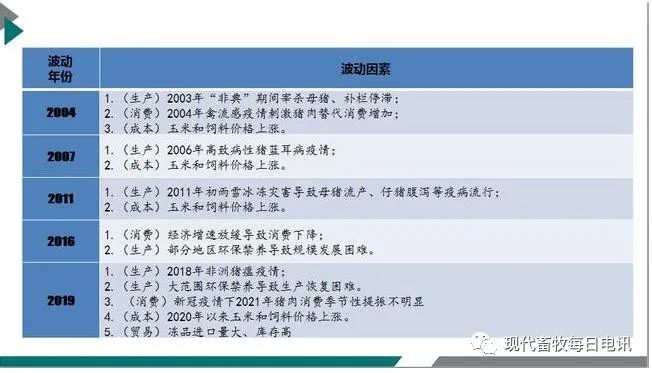 波动
年份
波动因素
2004
1. （生产）2003年“非典”期间宰杀母猪、补栏停滞；
2. （消费）2004年禽流感疫情刺激猪肉替代消费增加；
3. （成本）玉米和饲料价格上涨。
2007
1. （生产）2006年高致病性猪蓝耳病疫情；
2. （成本）玉米和饲料价格上涨。
2011
1. （生产）2011年初雨雪冰冻灾害导致母猪流产、仔猪腹泻等疫病流行；
2. （成本）玉米和饲料价格上涨。
2016
1. （消费）经济增速放缓导致消费下降；
2. （生产）部分地区环保禁养导致规模发展困难。
2019
1. （生产）2018年非洲猪瘟疫情；
2. （生产）大范围环保禁养导致生产恢复困难。
3. （消费）新冠疫情下2021年猪肉消费季节性提振不明显
4. （成本）2020年以来玉米和饲料价格上涨。
5. （贸易）冻品进口量大、库存高
现代畜牧每日电讯